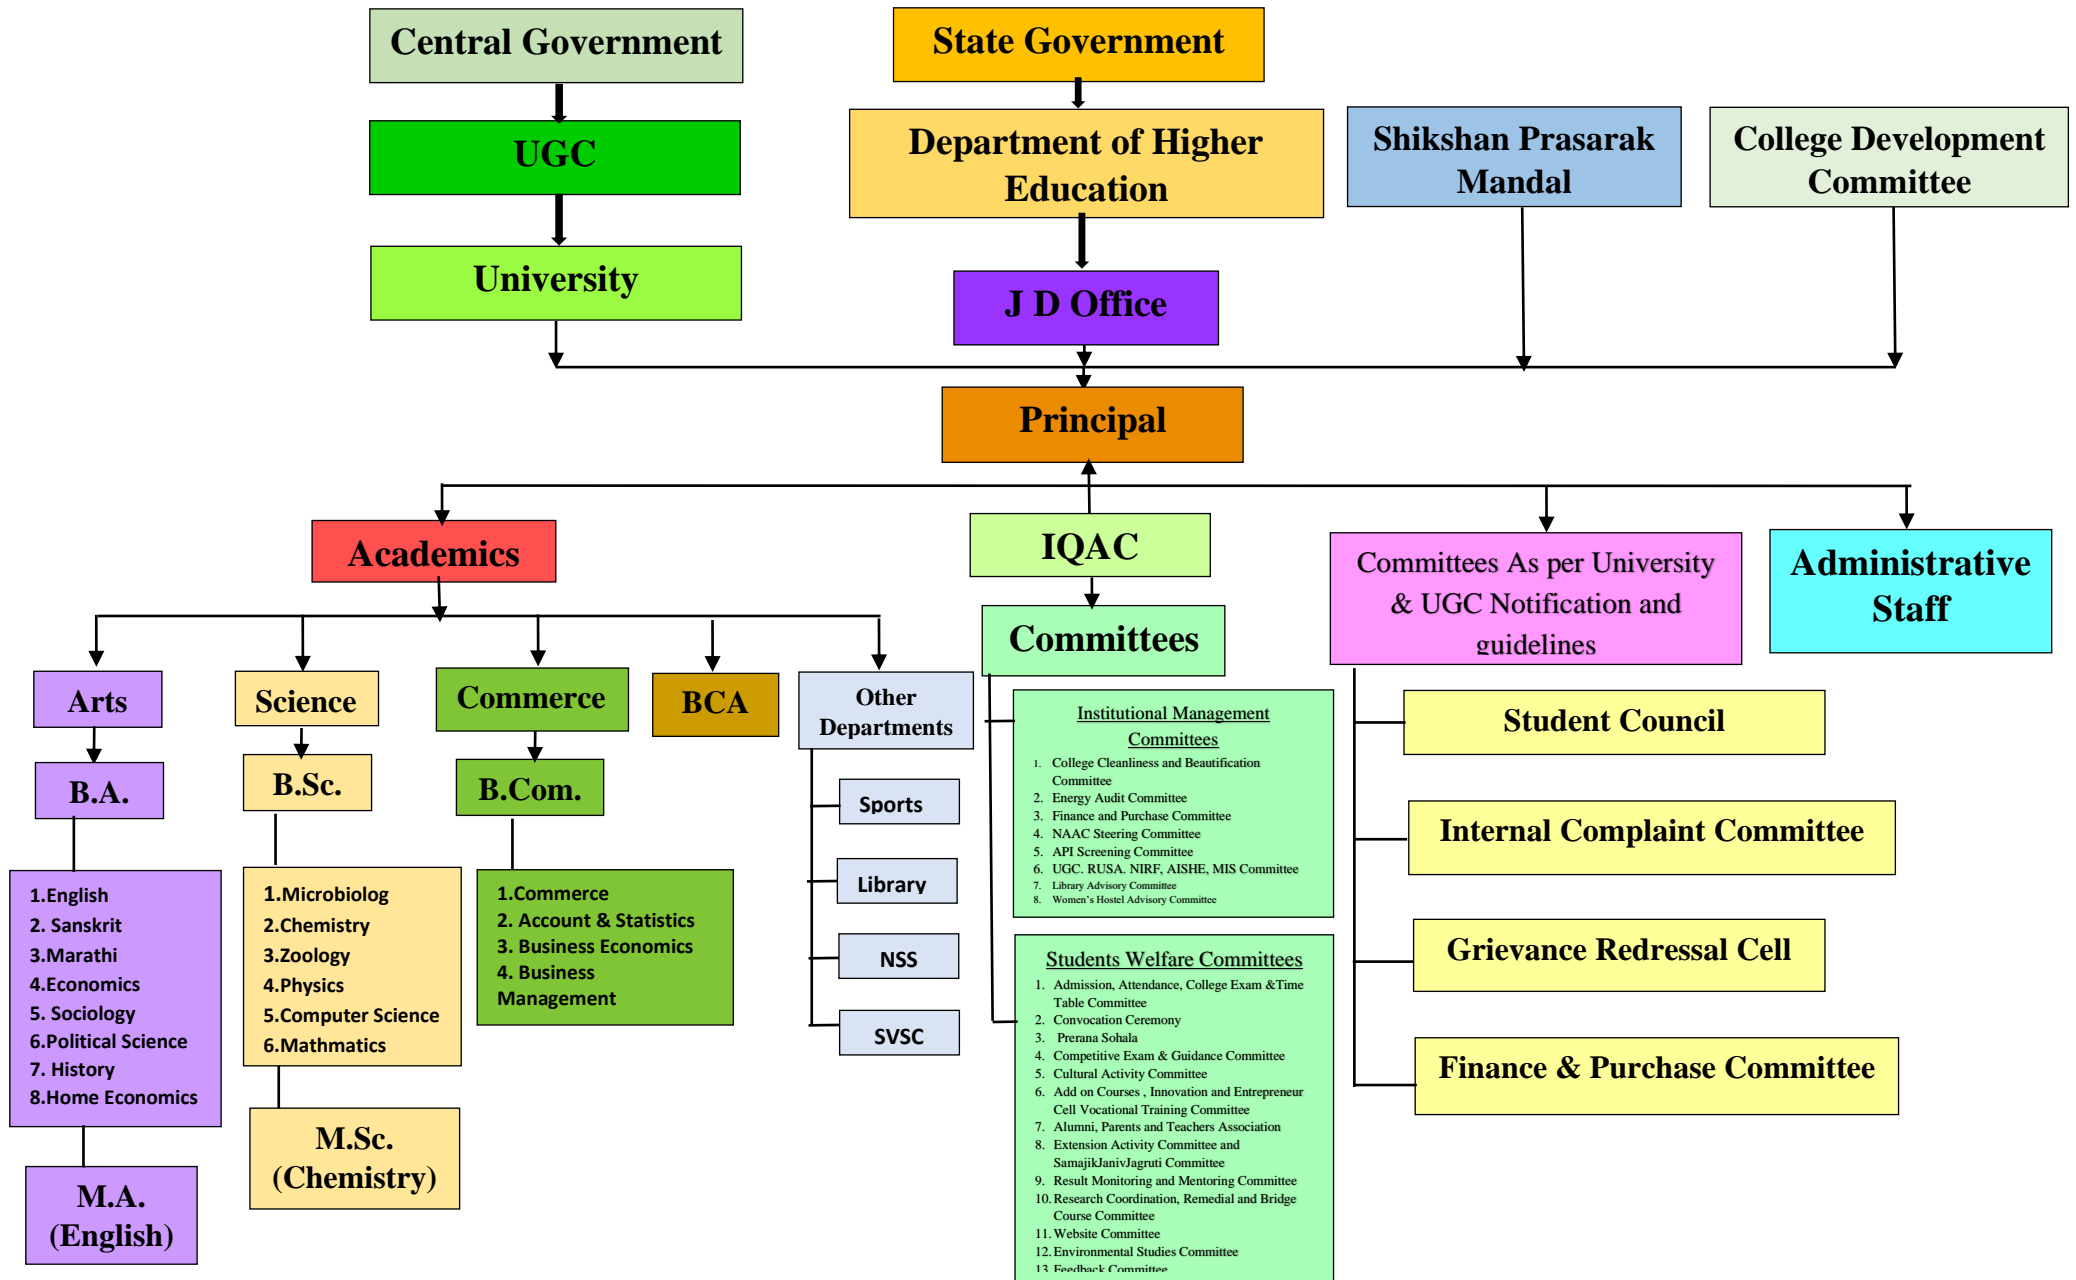 Central Government
State Government
UGC
Department of Higher
Education
Shikshan Prasarak
Mandal
College Development
Committee
University
J D Office
Principal
Academics
IQAC
Committees As per University
& UGC Notification and
guidelines
Administrative
Staff
Committees
Arts
Science
Commerce
BCA
Other
Departments
B.A.
B.Sc.
B.Com.
1.English
2. Sanskrit
3.Marathi
4.Economics
5. Sociology
6.Political Science
7. History
8.Home Economics
M.A.
(English)
1.Microbiolog
2.Chemistry
3.Zoology
4.Physics
5.Computer Science
6.Mathmatics
M.Sc.
(Chemistry)
1.Commerce
2. Account & Statistics
3. Business Economics
4. Business
Management
Sports
Library
NSS
SVSC
Institutional Management
Committees
1. College Cleanliness and Beautification
Committee
2. Energy Audit Committee
3. Finance and Purchase Committee
4. NAAC Steering Committee
5. API Screening Committee
6. UGC. RUSA. NIRF, AISHE, MIS Committee
7. Library Advisory Committee
8. Women's Hostel Advisory Committee
Students Welfare Committees
1. Admission, Attendance, College Exam &Time
Table Committee
2. Convocation Ceremony
3. Prerana Sohala
4. Competitive Exam & Guidance Committee
5. Cultural Activity Committee
6. Add on Courses , Innovation and Entrepreneur
Cell Vocational Training Committee
7. Alumni, Parents and Teachers Association
8. Extension Activity Committee and
SamajikJanivJagruti Committee
9. Result Monitoring and Mentoring Committee
10. Research Coordination, Remedial and Bridge
Course Committee
11. Website Committee
12. Environmental Studies Committee
13. Feedback Committee
Student Council
Internal Complaint Committee
Grievance Redressal Cell
Finance & Purchase Committee